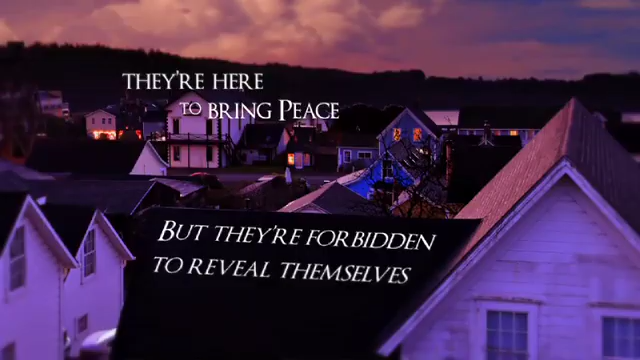 THEY'RE HERE
TO BRING PEACE
BUT THEY'RE FORBIDDEN
TO REVEAL THEMSELVES